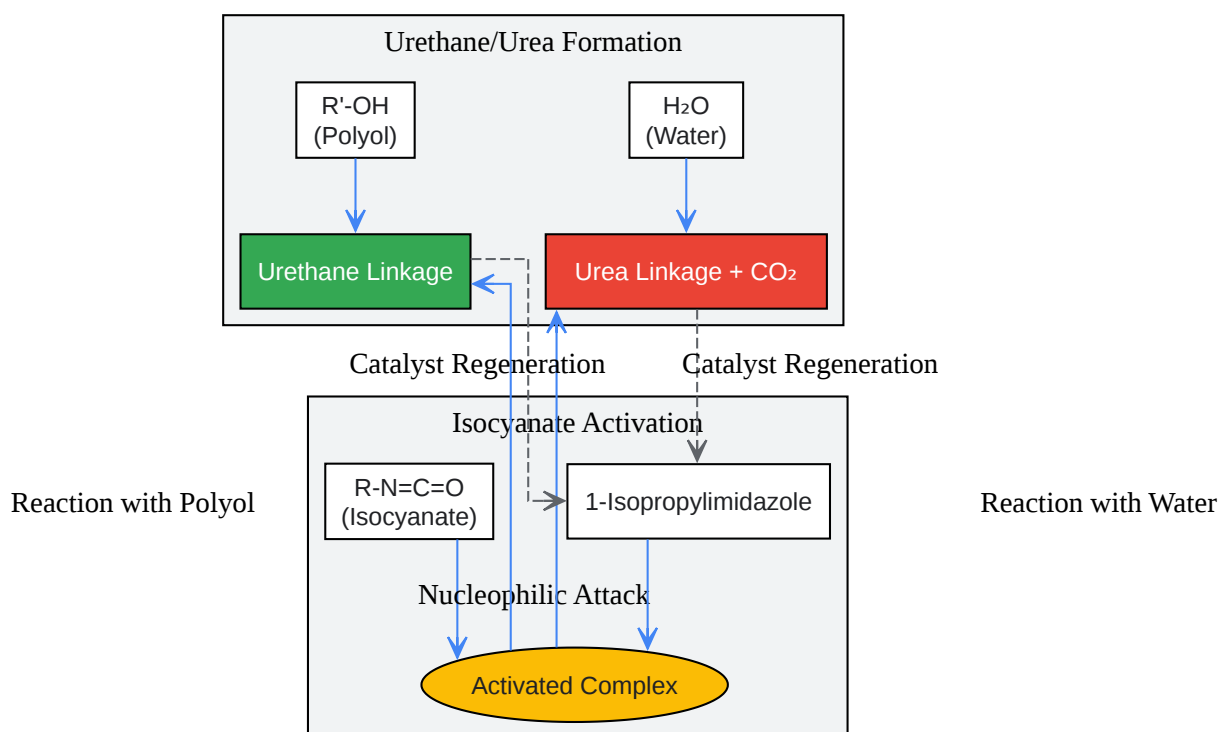 Urethane/Urea Formation
R'-OH
(Polyol)
H₂O
(Water)
Urethane Linkage
Urea Linkage + CO₂
Catalyst Regeneration
Catalyst Regeneration
Isocyanate Activation
R-N=C=O
(Isocyanate)
1-Isopropylimidazole
Reaction with Polyol
Reaction with Water
Nucleophilic Attack
Activated Complex